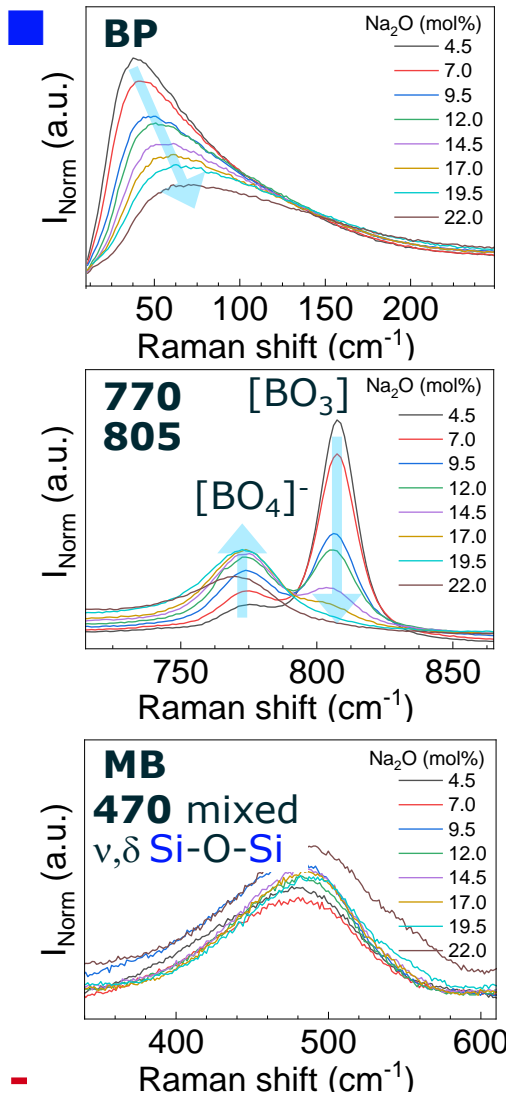 BP
Na₂O (mol%)
4.5
7.0
9.5
12.0
14.5
17.0
19.5
22.0
I_Norm (a.u.)
50 100 150 200
Raman shift (cm⁻¹)
770
805
[BO₃]
[BO₄]⁻
Na₂O (mol%)
4.5
7.0
9.5
12.0
14.5
17.0
19.5
22.0
I_Norm (a.u.)
750 800 850
Raman shift (cm⁻¹)
MB
470 mixed
ν,δ Si-O-Si
Na₂O (mol%)
4.5
7.0
9.5
12.0
14.5
17.0
19.5
22.0
I_Norm (a.u.)
400 500 600
Raman shift (cm⁻¹)
-